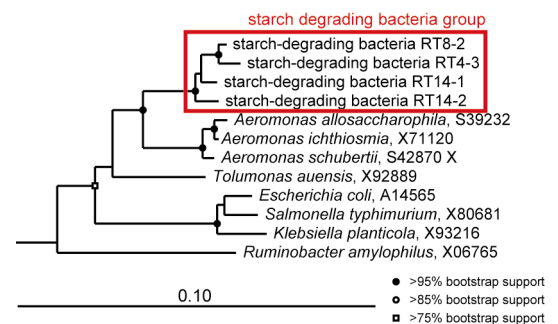 starch degrading bacteria group
starch-degrading bacteria RT8-2
starch-degrading bacteria RT4-3
starch-degrading bacteria RT14-1
starch-degrading bacteria RT14-2
Aeromonas allosaccharophila, S39232
Aeromonas ichthiosmia, X71120
Aeromonas schubertii, S42870 X
Tolumonas auensis, X92889
Escherichia coli, A14565
Salmonella typhimurium, X80681
Klebsiella planticola, X93216
Ruminobacter amylophilus, X06765
0.10
>95% bootstrap support
>85% bootstrap support
>75% bootstrap support